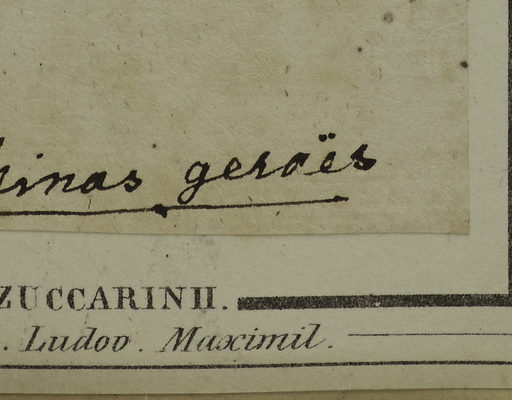 inas geraës
ZUCCARINII.
. Ludov. Maximil.